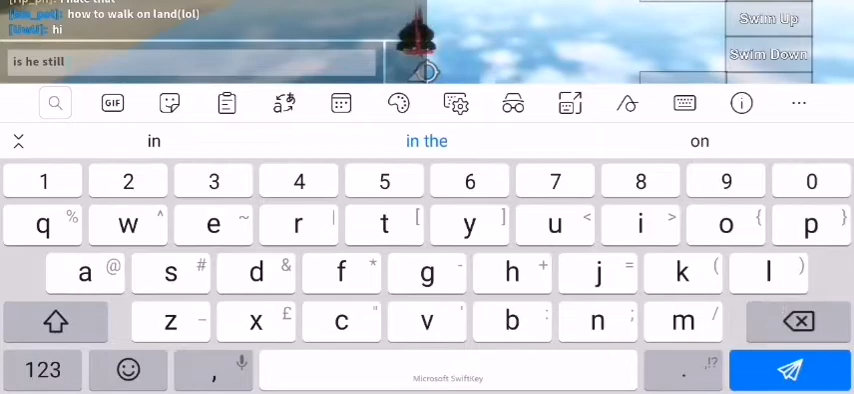 how to walk on land(lol)
[UwU]: hi
Swim Up
Swim Down
is he still
GIF
in in the on
1 2 3 4 5 6 7 8 9 0
q % w ^ e ~ r | t [ y ] u < i > o { p }
a @ s # d & f * g - h + j = k ( l )
z _ x £ c " v ' b : n ; m /
123 , . ,!?
Microsoft SwiftKey